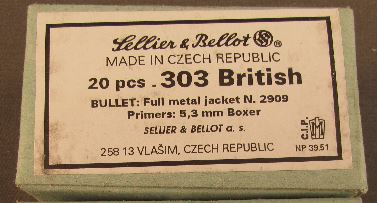 Sellier & Bellot SB ®
MADE IN CZECH REPUBLIC
20 pcs . 303 British
BULLET: Full metal jacket N. 2909
Primers: 5,3 mm Boxer
SELLIER & BELLOT a. s.
C.I.P.
258 13 VLAŠIM, CZECH REPUBLIC
NP 39.51